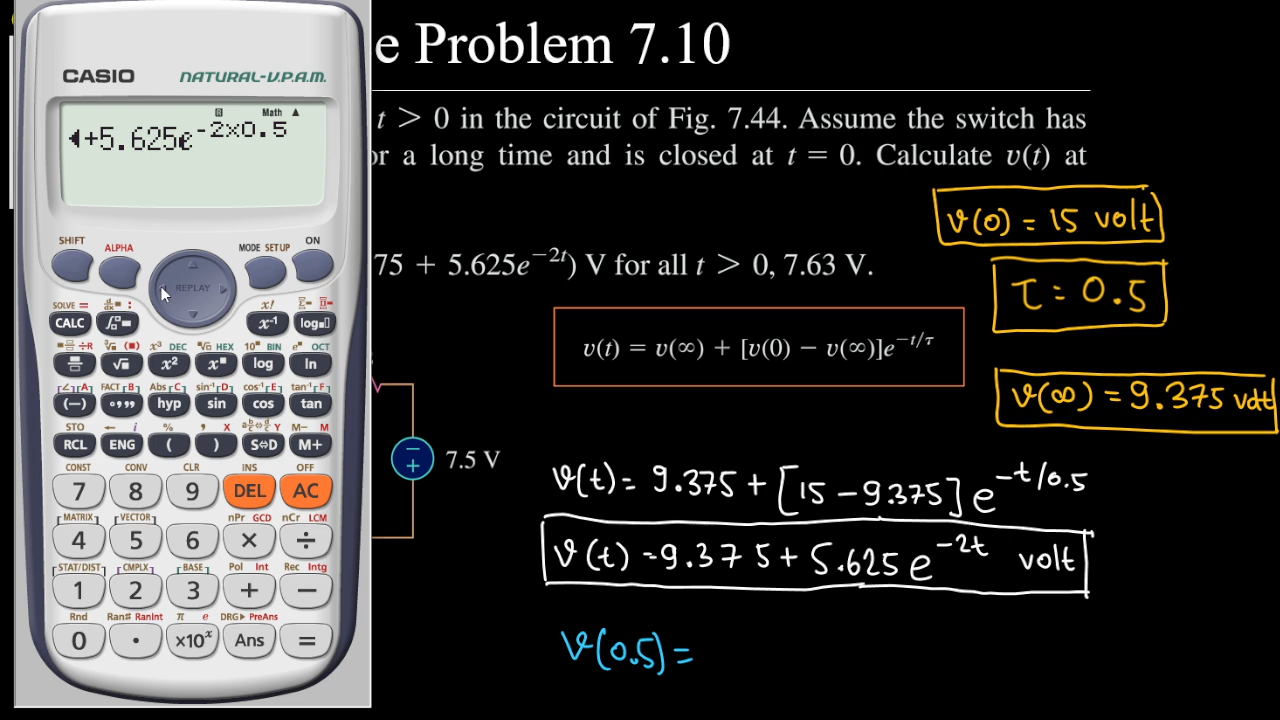 e Problem 7.10
t > 0 in the circuit of Fig. 7.44. Assume the switch has
or a long time and is closed at t = 0. Calculate v(t) at
75 + 5.625e⁻²ᵗ) V for all t > 0, 7.63 V.
v(t) = v(∞) + [v(0) − v(∞)]e^−t/τ
v(0) = 15 volt
τ = 0.5
v(∞) = 9.375 volt
− + 7.5 V
v(t) = 9.375 + [15 − 9.375] e^−t/0.5
v(t) = 9.375 + 5.625 e^−2t volt
v(0.5) =
CASIO NATURAL-V.P.A.M.
Math ▲
+5.625e^-2×0.5
SHIFT ALPHA MODE SETUP ON
REPLAY
SOLVE = x!
CALC x⁻¹ log
÷R x³ DEC ˣ√ HEX 10ˣ BIN eˣ OCT
√ x² xˣ log ln
A FACT B Abs C sin⁻¹ D cos⁻¹ E tan⁻¹ F
(−) ° ’ ’’ hyp sin cos tan
STO ← i % , X Y M− M
RCL ENG ( ) S⇔D M+
CONST CONV CLR INS OFF
7 8 9 DEL AC
MATRIX VECTOR nPr GCD nCr LCM
4 5 6 × ÷
STAT/DIST CMPLX BASE Pol Int Rec Intg
1 2 3 + −
Rnd Ran# RanInt π e DRG▶ PreAns
0 . ×10ˣ Ans =